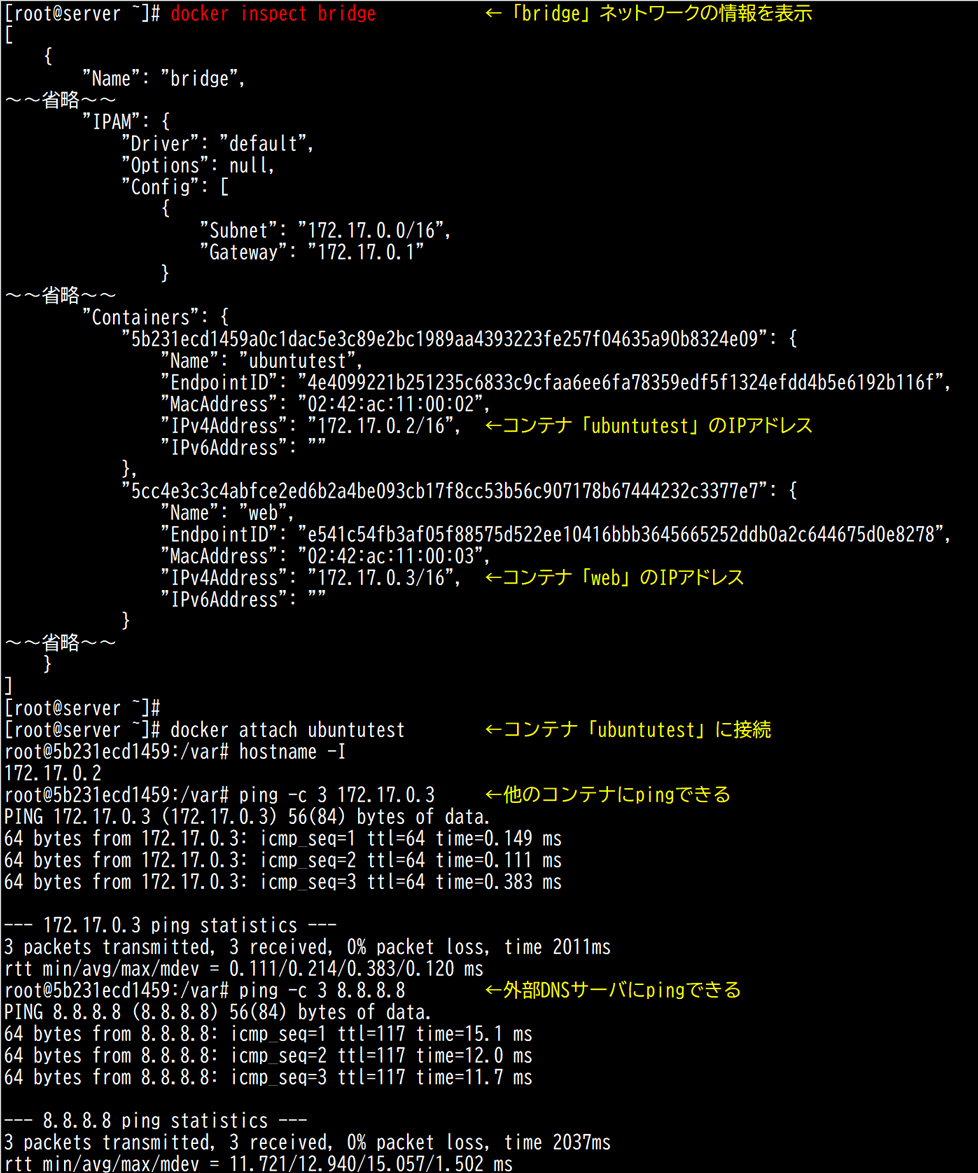 [root@server ~]# docker inspect bridge ←「bridge」ネットワークの情報を表示
[
    {
        "Name": "bridge",
～～省略～～
        "IPAM": {
            "Driver": "default",
            "Options": null,
            "Config": [
                {
                    "Subnet": "172.17.0.0/16",
                    "Gateway": "172.17.0.1"
                }
～～省略～～
        "Containers": {
            "5b231ecd1459a0c1dac5e3c89e2bc1989aa4393223fe257f04635a90b8324e09": {
                "Name": "ubuntutest",
                "EndpointID": "4e4099221b251235c6833c9cfaa6ee6fa78359edf5f1324efdd4b5e6192b116f",
                "MacAddress": "02:42:ac:11:00:02",
                "IPv4Address": "172.17.0.2/16", ←コンテナ「ubuntutest」のIPアドレス
                "IPv6Address": ""
            },
            "5cc4e3c3c4abfce2ed6b2a4be093cb17f8cc53b56c907178b67444232c3377e7": {
                "Name": "web",
                "EndpointID": "e541c54fb3af05f88575d522ee10416bbb3645665252ddb0a2c644675d0e8278",
                "MacAddress": "02:42:ac:11:00:03",
                "IPv4Address": "172.17.0.3/16", ←コンテナ「web」のIPアドレス
                "IPv6Address": ""
            }
～～省略～～
    }
]
[root@server ~]#
[root@server ~]# docker attach ubuntutest ←コンテナ「ubuntutest」に接続
root@5b231ecd1459:/var# hostname -I
172.17.0.2
root@5b231ecd1459:/var# ping -c 3 172.17.0.3 ←他のコンテナにpingできる
PING 172.17.0.3 (172.17.0.3) 56(84) bytes of data.
64 bytes from 172.17.0.3: icmp_seq=1 ttl=64 time=0.149 ms
64 bytes from 172.17.0.3: icmp_seq=2 ttl=64 time=0.111 ms
64 bytes from 172.17.0.3: icmp_seq=3 ttl=64 time=0.383 ms

--- 172.17.0.3 ping statistics ---
3 packets transmitted, 3 received, 0% packet loss, time 2011ms
rtt min/avg/max/mdev = 0.111/0.214/0.383/0.120 ms
root@5b231ecd1459:/var# ping -c 3 8.8.8.8 ←外部DNSサーバにpingできる
PING 8.8.8.8 (8.8.8.8) 56(84) bytes of data.
64 bytes from 8.8.8.8: icmp_seq=1 ttl=117 time=15.1 ms
64 bytes from 8.8.8.8: icmp_seq=2 ttl=117 time=12.0 ms
64 bytes from 8.8.8.8: icmp_seq=3 ttl=117 time=11.7 ms

--- 8.8.8.8 ping statistics ---
3 packets transmitted, 3 received, 0% packet loss, time 2037ms
rtt min/avg/max/mdev = 11.721/12.940/15.057/1.502 ms